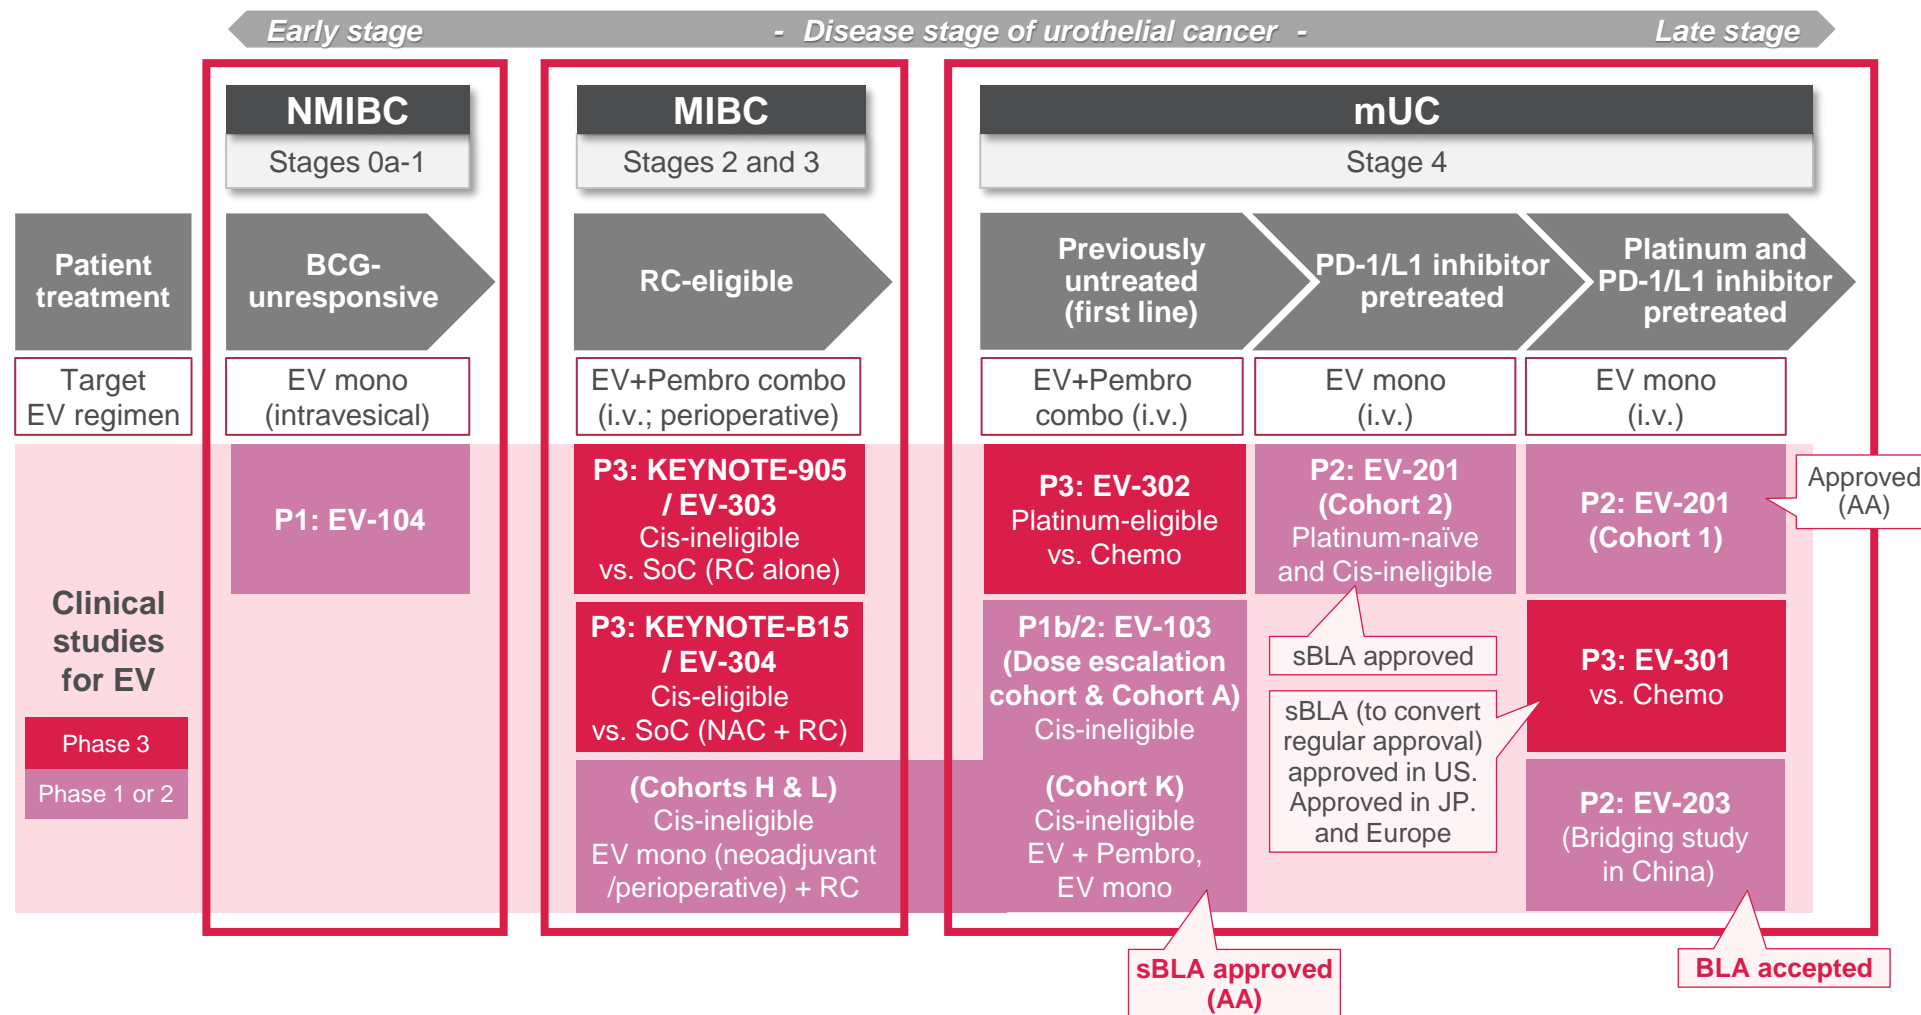 Early stage
- Disease stage of urothelial cancer -
Late stage
NMIBC
Stages 0a-1
MIBC
Stages 2 and 3
mUC
Stage 4
Patient
treatment
BCG-
unresponsive
RC-eligible
Previously
untreated
(first line)
PD-1/L1 inhibitor
pretreated
Platinum and
PD-1/L1 inhibitor
pretreated
Target
EV regimen
EV mono
(intravesical)
EV+Pembro combo
(i.v.; perioperative)
EV+Pembro
combo (i.v.)
EV mono
(i.v.)
EV mono
(i.v.)
Clinical
studies
for EV
Phase 3
Phase 1 or 2
P1: EV-104
P3: KEYNOTE-905
/ EV-303
Cis-ineligible
vs. SoC (RC alone)
P3: KEYNOTE-B15
/ EV-304
Cis-eligible
vs. SoC (NAC + RC)
(Cohorts H & L)
Cis-ineligible
EV mono (neoadjuvant
/perioperative) + RC
P3: EV-302
Platinum-eligible
vs. Chemo
P1b/2: EV-103
(Dose escalation
cohort & Cohort A)
Cis-ineligible
(Cohort K)
Cis-ineligible
EV + Pembro,
EV mono
sBLA approved
(AA)
P2: EV-201
(Cohort 2)
Platinum-naïve
and Cis-ineligible
sBLA approved
sBLA (to convert
regular approval)
approved in US.
Approved in JP.
and Europe
P2: EV-201
(Cohort 1)
Approved
(AA)
P3: EV-301
vs. Chemo
P2: EV-203
(Bridging study
in China)
BLA accepted